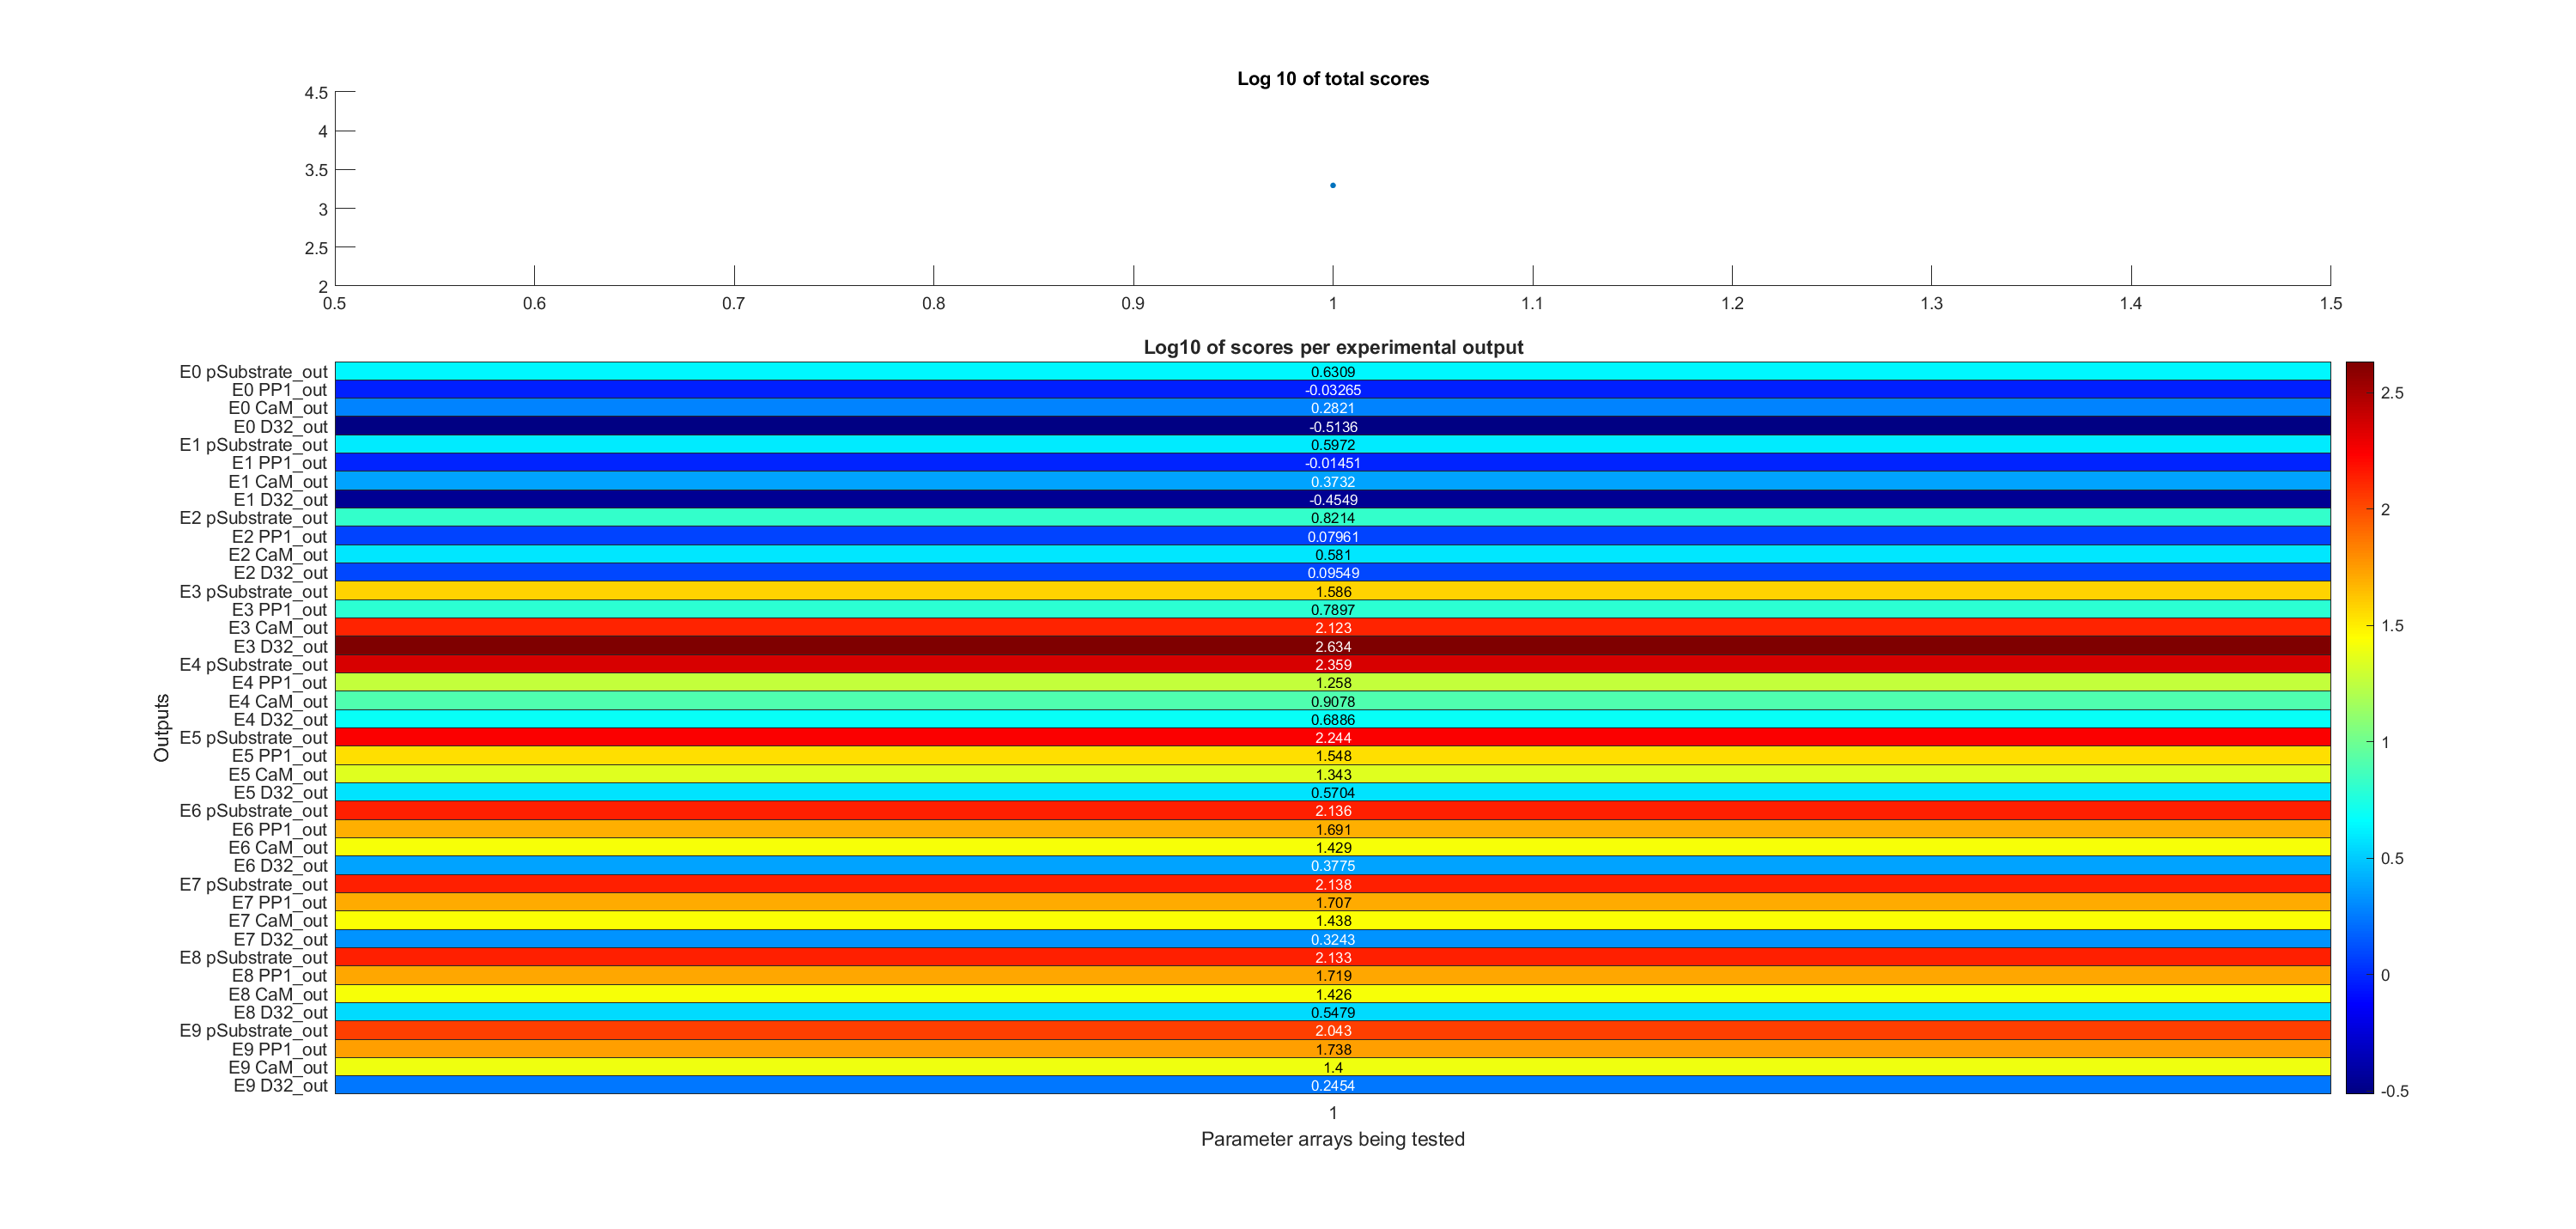 Log 10 of total scores
4.5
4
3.5
3
2.5
2
0.5 0.6 0.7 0.8 0.9 1 1.1 1.2 1.3 1.4 1.5
Log10 of scores per experimental output
E0 pSubstrate_out 0.6309
E0 PP1_out -0.03265
E0 CaM_out 0.2821
E0 D32_out -0.5136
E1 pSubstrate_out 0.5972
E1 PP1_out -0.01451
E1 CaM_out 0.3732
E1 D32_out -0.4549
E2 pSubstrate_out 0.8214
E2 PP1_out 0.07961
E2 CaM_out 0.581
E2 D32_out 0.09549
E3 pSubstrate_out 1.586
E3 PP1_out 0.7897
E3 CaM_out 2.123
E3 D32_out 2.634
E4 pSubstrate_out 2.359
E4 PP1_out 1.258
E4 CaM_out 0.9078
E4 D32_out 0.6886
E5 pSubstrate_out 2.244
E5 PP1_out 1.548
E5 CaM_out 1.343
E5 D32_out 0.5704
E6 pSubstrate_out 2.136
E6 PP1_out 1.691
E6 CaM_out 1.429
E6 D32_out 0.3775
E7 pSubstrate_out 2.138
E7 PP1_out 1.707
E7 CaM_out 1.438
E7 D32_out 0.3243
E8 pSubstrate_out 2.133
E8 PP1_out 1.719
E8 CaM_out 1.426
E8 D32_out 0.5479
E9 pSubstrate_out 2.043
E9 PP1_out 1.738
E9 CaM_out 1.4
E9 D32_out 0.2454
Outputs
1
Parameter arrays being tested
2.5
2
1.5
1
0.5
0
-0.5